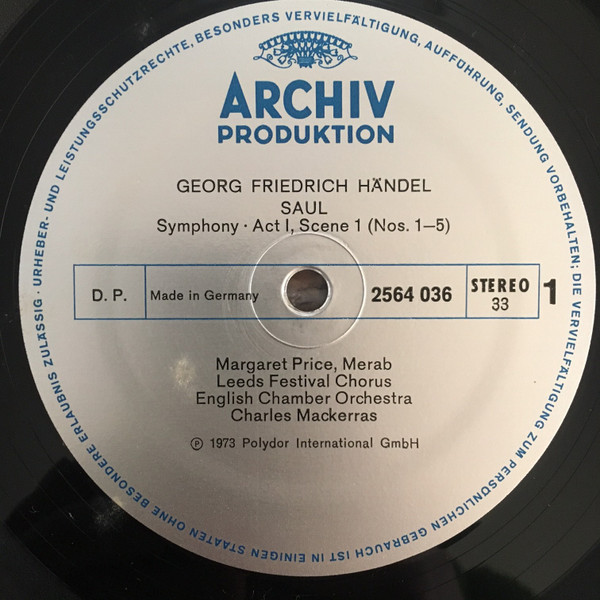 ARCHIV
PRODUKTION
GEORG FRIEDRICH HÄNDEL
SAUL
Symphony · Act I, Scene 1 (Nos. 1—5)
D. P.
Made in Germany
2564 036
STEREO
33
1
Margaret Price, Merab
Leeds Festival Chorus
English Chamber Orchestra
Charles Mackerras
Ⓟ 1973 Polydor International GmbH
URHEBER- UND LEISTUNGSSCHUTZRECHTE, BESONDERS VERVIELFÄLTIGUNG, AUFFÜHRUNG, SENDUNG VORBEHALTEN; DIE VERVIELFÄLTIGUNG ZUM PERSÖNLICHEN GEBRAUCH IST IN EINIGEN STAATEN OHNE BESONDERE ERLAUBNIS ZULÄSSIG ·